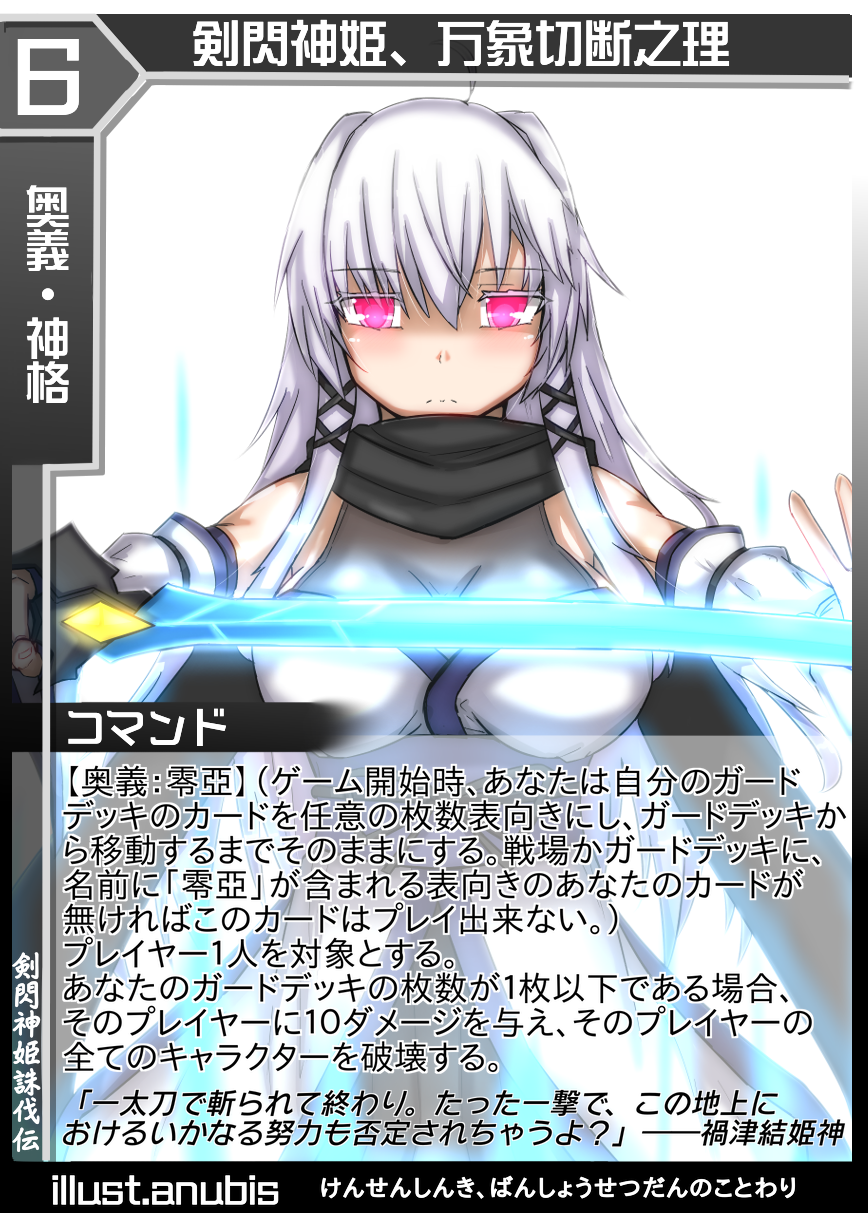 6
剣閃神姫、万象切断之理
奥義・神格
コマンド
【奥義：零亞】（ゲーム開始時、あなたは自分のガード
デッキのカードを任意の枚数表向きにし、ガードデッキか
ら移動するまでそのままにする。戦場かガードデッキに、
名前に「零亞」が含まれる表向きのあなたのカードが
無ければこのカードはプレイ出来ない。）
プレイヤー1人を対象とする。
あなたのガードデッキの枚数が1枚以下である場合、
そのプレイヤーに10ダメージを与え、そのプレイヤーの
全てのキャラクターを破壊する。
「一太刀で斬られて終わり。たった一撃で、この地上に
おけるいかなる努力も否定されちゃうよ？」――禍津結姫神
剣閃神姫誅伐伝
illust.anubis
けんせんしんき、ばんしょうせつだんのことわり